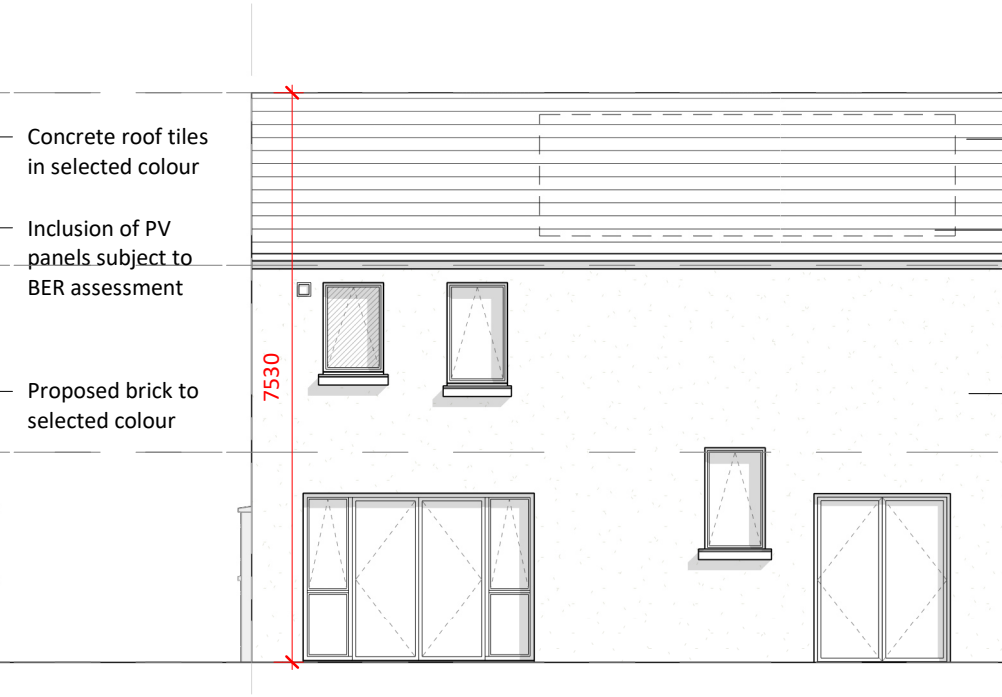 Concrete roof tiles
in selected colour
Inclusion of PV
panels subject to
BER assessment
Proposed brick to
selected colour
7530